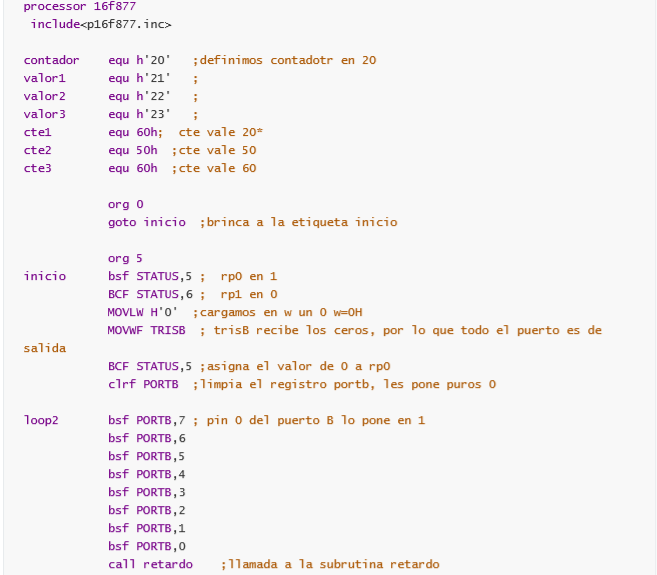 processor 16f877
include<p16f877.inc>
contador equ h'20' ;definimos contadotr en 20
valor1 equ h'21' ;
valor2 equ h'22' ;
valor3 equ h'23' ;
cte1 equ 60h; cte vale 20*
cte2 equ 50h ;cte vale 50
cte3 equ 60h ;cte vale 60
org 0
goto inicio ;brinca a la etiqueta inicio
org 5
inicio bsf STATUS,5 ; rp0 en 1
BCF STATUS,6 ; rp1 en 0
MOVLW H'0' ;cargamos en w un 0 w=0H
MOVWF TRISB ; trisB recibe los ceros, por lo que todo el puerto es de
salida
BCF STATUS,5 ;asigna el valor de 0 a rp0
clrf PORTB ;limpia el registro portb, les pone puros 0
loop2 bsf PORTB,7 ; pin 0 del puerto B lo pone en 1
bsf PORTB,6
bsf PORTB,5
bsf PORTB,4
bsf PORTB,3
bsf PORTB,2
bsf PORTB,1
bsf PORTB,0
call retardo ;llamada a la subrutina retardo